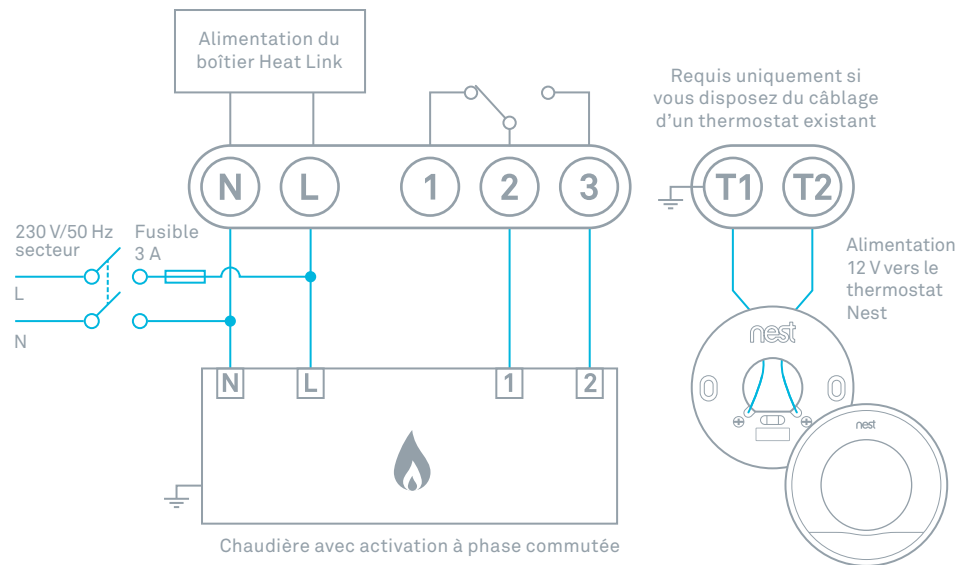 Alimentation du
boîtier Heat Link
Requis uniquement si
vous disposez du câblage
d'un thermostat existant
N L 1 2 3 T1 T2
230 V/50 Hz
secteur
Fusible
3 A
L
N
Alimentation
12 V vers le
thermostat
Nest
nest
N L 1 2
nest
Chaudière avec activation à phase commutée